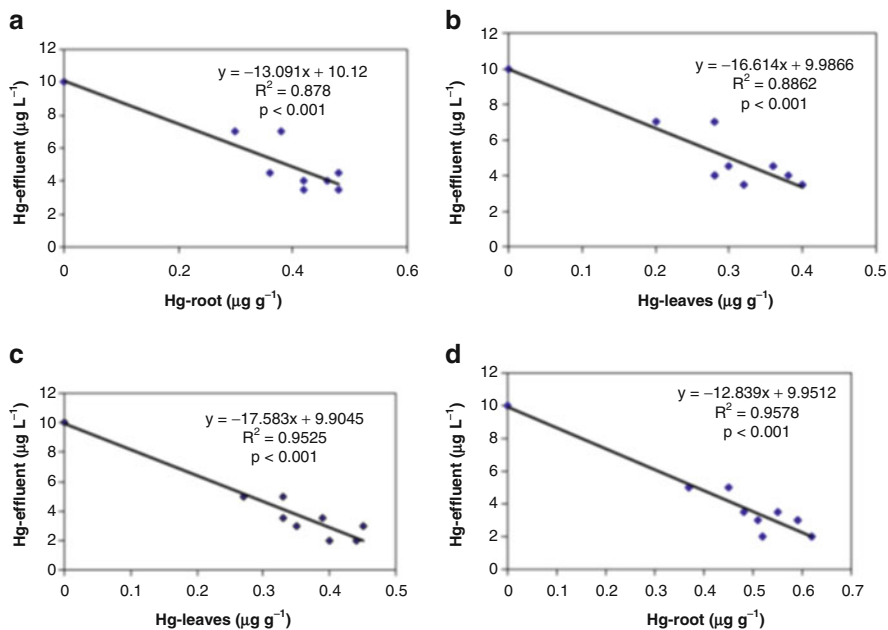 a
12
10
8
6
4
2
0
Hg-effluent (µg L⁻¹)
y = −13.091x + 10.12
R² = 0.878
p < 0.001
0 0.2 0.4 0.6
Hg-root (µg g⁻¹)
b
12
10
8
6
4
2
0
Hg-effluent (µg L⁻¹)
y = −16.614x + 9.9866
R² = 0.8862
p < 0.001
0 0.1 0.2 0.3 0.4 0.5
Hg-leaves (µg g⁻¹)
c
12
10
8
6
4
2
0
Hg-effluent (µg L⁻¹)
y = −17.583x + 9.9045
R² = 0.9525
p < 0.001
0 0.1 0.2 0.3 0.4 0.5
Hg-leaves (µg g⁻¹)
d
12
10
8
6
4
2
0
Hg-effluent (µg L⁻¹)
y = −12.839x + 9.9512
R² = 0.9578
p < 0.001
0 0.1 0.2 0.3 0.4 0.5 0.6 0.7
Hg-root (µg g⁻¹)